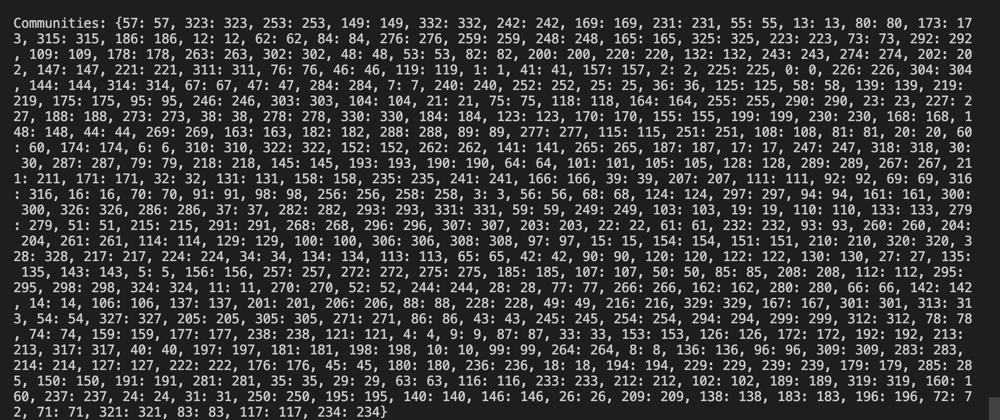 Communities: {57: 57, 323: 323, 253: 253, 149: 149, 332: 332, 242: 242, 169: 169, 231: 231, 55: 55, 13: 13, 80: 80, 173: 17
3, 315: 315, 186: 186, 12: 12, 62: 62, 84: 84, 276: 276, 259: 259, 248: 248, 165: 165, 325: 325, 223: 223, 73: 73, 292: 292
, 109: 109, 178: 178, 263: 263, 302: 302, 48: 48, 53: 53, 82: 82, 200: 200, 220: 220, 132: 132, 243: 243, 274: 274, 202: 20
2, 147: 147, 221: 221, 311: 311, 76: 76, 46: 46, 119: 119, 1: 1, 41: 41, 157: 157, 2: 2, 225: 225, 0: 0, 226: 226, 304: 304
, 144: 144, 314: 314, 67: 67, 47: 47, 284: 284, 7: 7, 240: 240, 252: 252, 25: 25, 36: 36, 125: 125, 58: 58, 139: 139, 219:
219, 175: 175, 95: 95, 246: 246, 303: 303, 104: 104, 21: 21, 75: 75, 118: 118, 164: 164, 255: 255, 290: 290, 23: 23, 227: 2
27, 188: 188, 273: 273, 38: 38, 278: 278, 330: 330, 184: 184, 123: 123, 170: 170, 155: 155, 199: 199, 230: 230, 168: 168, 1
48: 148, 44: 44, 269: 269, 163: 163, 182: 182, 288: 288, 89: 89, 277: 277, 115: 115, 251: 251, 108: 108, 81: 81, 20: 20, 60
: 60, 174: 174, 6: 6, 310: 310, 322: 322, 152: 152, 262: 262, 141: 141, 265: 265, 187: 187, 17: 17, 247: 247, 318: 318, 30:
 30, 287: 287, 79: 79, 218: 218, 145: 145, 193: 193, 190: 190, 64: 64, 101: 101, 105: 105, 128: 128, 289: 289, 267: 267, 21
1: 211, 171: 171, 32: 32, 131: 131, 158: 158, 235: 235, 241: 241, 166: 166, 39: 39, 207: 207, 111: 111, 92: 92, 69: 69, 316
: 316, 16: 16, 70: 70, 91: 91, 98: 98, 256: 256, 258: 258, 3: 3, 56: 56, 68: 68, 124: 124, 297: 297, 94: 94, 161: 161, 300:
 300, 326: 326, 286: 286, 37: 37, 282: 282, 293: 293, 331: 331, 59: 59, 249: 249, 103: 103, 19: 19, 110: 110, 133: 133, 279
: 279, 51: 51, 215: 215, 291: 291, 268: 268, 296: 296, 307: 307, 203: 203, 22: 22, 61: 61, 232: 232, 93: 93, 260: 260, 204:
 204, 261: 261, 114: 114, 129: 129, 100: 100, 306: 306, 308: 308, 97: 97, 15: 15, 154: 154, 151: 151, 210: 210, 320: 320, 3
28: 328, 217: 217, 224: 224, 34: 34, 134: 134, 113: 113, 65: 65, 42: 42, 90: 90, 120: 120, 122: 122, 130: 130, 27: 27, 135:
 135, 143: 143, 5: 5, 156: 156, 257: 257, 272: 272, 275: 275, 185: 185, 107: 107, 50: 50, 85: 85, 208: 208, 112: 112, 295:
295, 298: 298, 324: 324, 11: 11, 270: 270, 52: 52, 244: 244, 28: 28, 77: 77, 266: 266, 162: 162, 280: 280, 66: 66, 142: 142
, 14: 14, 106: 106, 137: 137, 201: 201, 206: 206, 88: 88, 228: 228, 49: 49, 216: 216, 329: 329, 167: 167, 301: 301, 313: 31
3, 54: 54, 327: 327, 205: 205, 305: 305, 271: 271, 86: 86, 43: 43, 245: 245, 254: 254, 294: 294, 299: 299, 312: 312, 78: 78
, 74: 74, 159: 159, 177: 177, 238: 238, 121: 121, 4: 4, 9: 9, 87: 87, 33: 33, 153: 153, 126: 126, 172: 172, 192: 192, 213:
213, 317: 317, 40: 40, 197: 197, 181: 181, 198: 198, 10: 10, 99: 99, 264: 264, 8: 8, 136: 136, 96: 96, 309: 309, 283: 283,
214: 214, 127: 127, 222: 222, 176: 176, 45: 45, 180: 180, 236: 236, 18: 18, 194: 194, 229: 229, 239: 239, 179: 179, 285: 28
5, 150: 150, 191: 191, 281: 281, 35: 35, 29: 29, 63: 63, 116: 116, 233: 233, 212: 212, 102: 102, 189: 189, 319: 319, 160: 1
60, 237: 237, 24: 24, 31: 31, 250: 250, 195: 195, 140: 140, 146: 146, 26: 26, 209: 209, 138: 138, 183: 183, 196: 196, 72: 7
2, 71: 71, 321: 321, 83: 83, 117: 117, 234: 234}